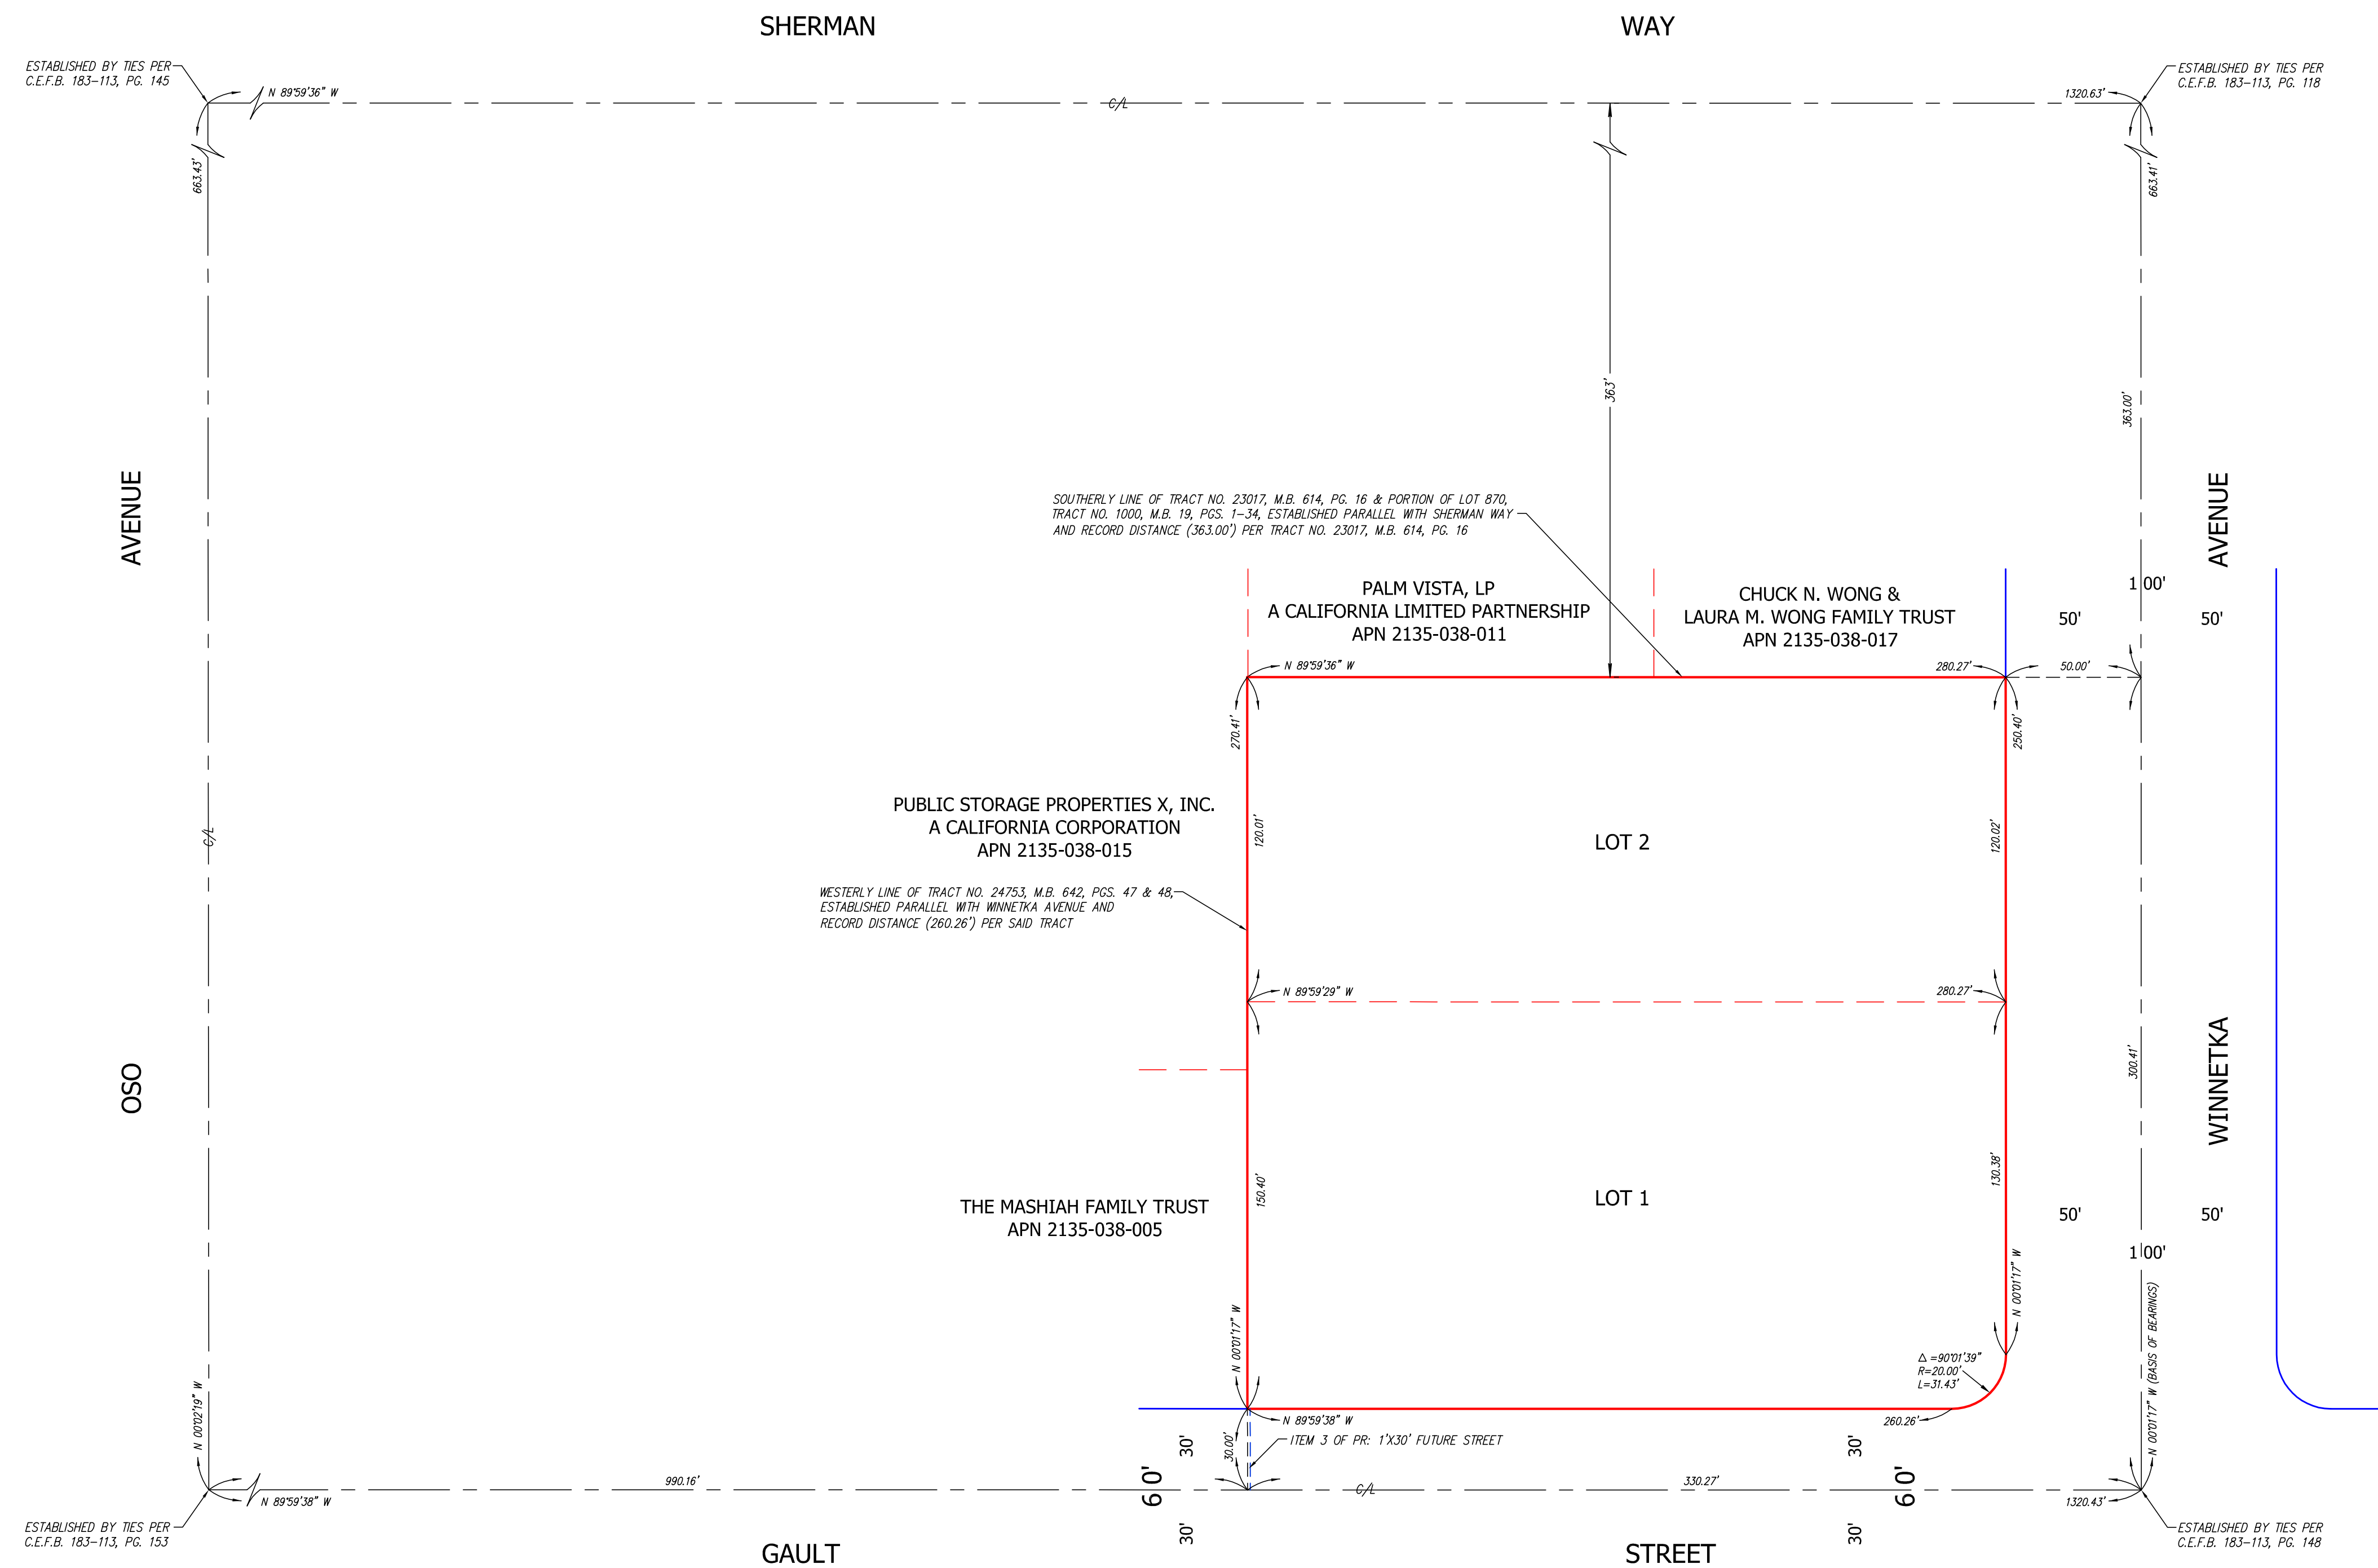 SHERMAN WAY
ESTABLISHED BY TIES PER
C.E.F.B. 183-113, PG. 145
N 89°59'36" W
C/L
1320.63'
ESTABLISHED BY TIES PER
C.E.F.B. 183-113, PG. 118
663.43'
663.41'
363'
363.00'
OSO AVENUE
WINNETKA AVENUE
SOUTHERLY LINE OF TRACT NO. 23017, M.B. 614, PG. 16 & PORTION OF LOT 870,
TRACT NO. 1000, M.B. 19, PGS. 1-34, ESTABLISHED PARALLEL WITH SHERMAN WAY
AND RECORD DISTANCE (363.00') PER TRACT NO. 23017, M.B. 614, PG. 16
PALM VISTA, LP
A CALIFORNIA LIMITED PARTNERSHIP
APN 2135-038-011
CHUCK N. WONG &
LAURA M. WONG FAMILY TRUST
APN 2135-038-017
100'
50'
50'
N 89°59'36" W
280.27'
50.00'
270.41'
250.40'
PUBLIC STORAGE PROPERTIES X, INC.
A CALIFORNIA CORPORATION
APN 2135-038-015
120.01'
LOT 2
120.02'
C/L
WESTERLY LINE OF TRACT NO. 24753, M.B. 642, PGS. 47 & 48,
ESTABLISHED PARALLEL WITH WINNETKA AVENUE AND
RECORD DISTANCE (260.26') PER SAID TRACT
N 89°59'29" W
280.27'
300.41'
THE MASHIAH FAMILY TRUST
APN 2135-038-005
150.40'
LOT 1
130.38'
50'
50'
100'
N 00°01'17" W
N 00°01'17" W
N 00°01'17" W (BASIS OF BEARINGS)
N 00°02'19" W
Δ =90°01'39"
R=20.00'
L=31.43'
N 89°59'38" W
260.26'
ITEM 3 OF PR: 1'X30' FUTURE STREET
30'
30.00'
30'
60'
60'
990.16'
C/L
330.27'
N 89°59'38" W
1320.43'
ESTABLISHED BY TIES PER
C.E.F.B. 183-113, PG. 153
30'
30'
ESTABLISHED BY TIES PER
C.E.F.B. 183-113, PG. 148
GAULT STREET